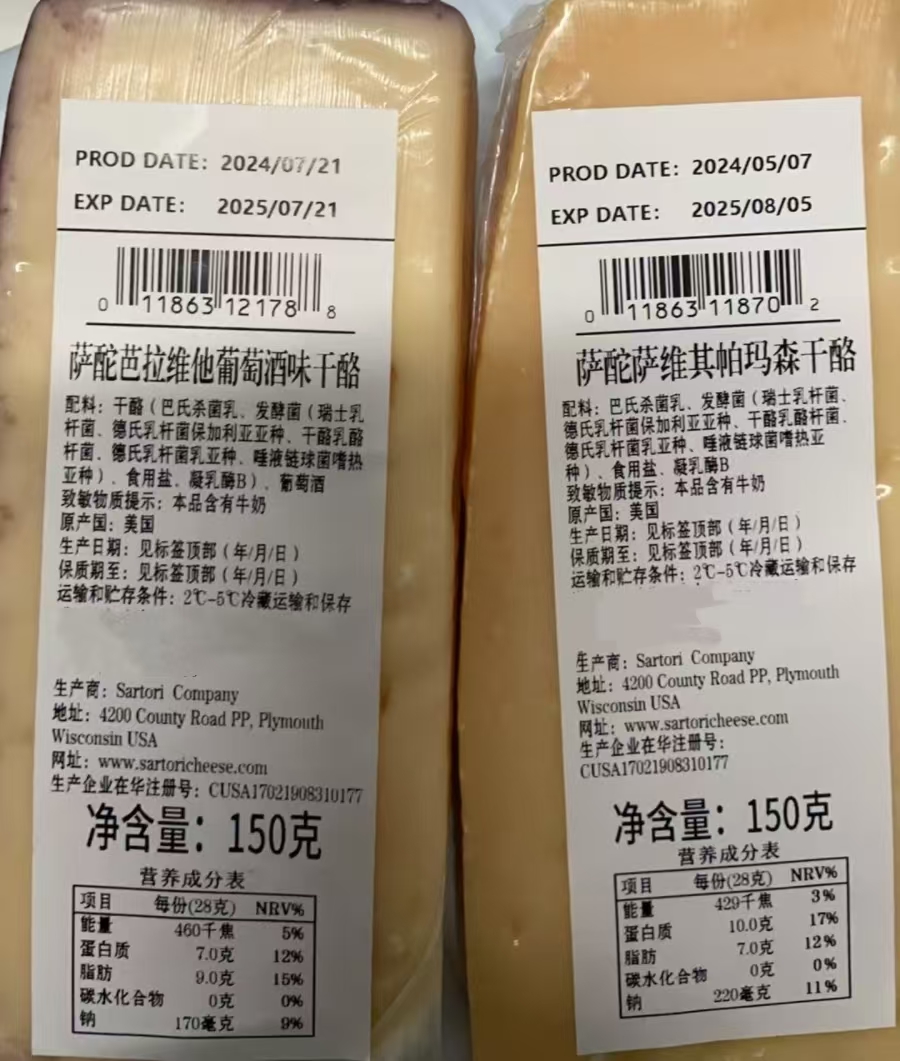 PROD DATE: 2024/07/21
EXP DATE: 2025/07/21
0 11863 12178 8
萨酡芭拉维他葡萄酒味干酪
配料：干酪（巴氏杀菌乳、发酵菌（瑞士乳
杆菌、德氏乳杆菌保加利亚亚种、干酪乳酪
杆菌、德氏乳杆菌乳亚种、唾液链球菌嗜热
亚种）、食用盐、凝乳酶B）、葡萄酒
致敏物质提示：本品含有牛奶
原产国：美国
生产日期：见标签顶部（年/月/日）
保质期至：见标签顶部（年/月/日）
运输和贮存条件：2℃-5℃冷藏运输和保存
生产商：Sartori Company
地址：4200 County Road PP, Plymouth
Wisconsin USA
网址：www.sartoricheese.com
生产企业在华注册号：CUSA17021908310177
净含量：150克
营养成分表
项目 每份(28克) NRV%
能量 460千焦 5%
蛋白质 7.0克 12%
脂肪 9.0克 15%
碳水化合物 0克 0%
钠 170毫克 9%
PROD DATE: 2024/05/07
EXP DATE: 2025/08/05
0 11863 11870 2
萨酡萨维其帕玛森干酪
配料：巴氏杀菌乳、发酵菌（瑞士乳杆菌、
德氏乳杆菌保加利亚亚种、干酪乳酪杆菌、
德氏乳杆菌乳亚种、唾液链球菌嗜热亚
种）、食用盐、凝乳酶B
致敏物质提示：本品含有牛奶
原产国：美国
生产日期：见标签顶部（年/月/日）
保质期至：见标签顶部（年/月/日）
运输和贮存条件：2℃-5℃冷藏运输和保存
生产商：Sartori Company
地址：4200 County Road PP, Plymouth
Wisconsin USA
网址：www.sartoricheese.com
生产企业在华注册号：
CUSA17021908310177
净含量：150克
营养成分表
项目 每份(28克) NRV%
能量 429千焦 3%
蛋白质 10.0克 17%
脂肪 7.0克 12%
碳水化合物 0克 0%
钠 220毫克 11%